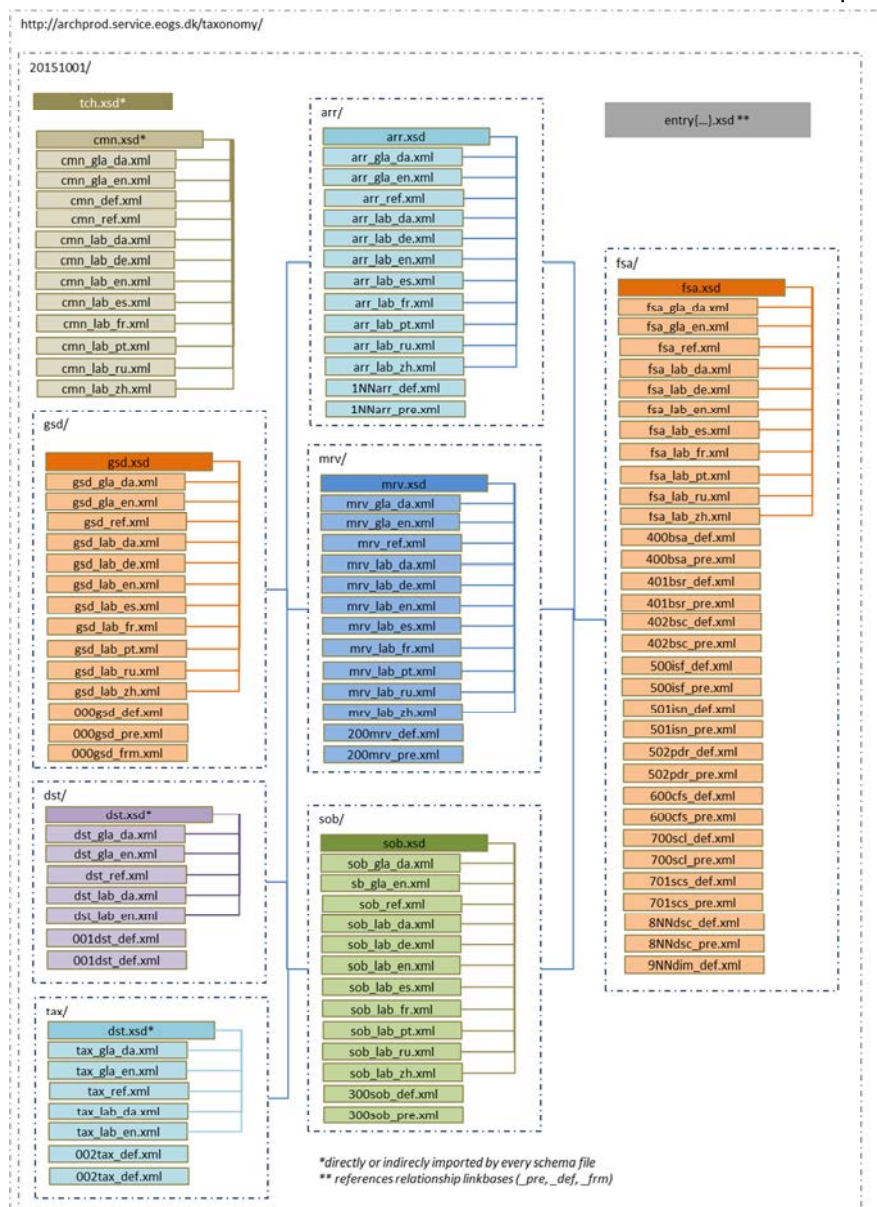 http://archprod.service.eogs.dk/taxonomy/
20151001/
tch.xsd*
cmn.xsd*
cmn_gla_da.xml
cmn_gla_en.xml
cmn_def.xml
cmn_ref.xml
cmn_lab_da.xml
cmn_lab_de.xml
cmn_lab_en.xml
cmn_lab_es.xml
cmn_lab_fr.xml
cmn_lab_pt.xml
cmn_lab_ru.xml
cmn_lab_zh.xml
gsd/
gsd.xsd
gsd_gla_da.xml
gsd_gla_en.xml
gsd_ref.xml
gsd_lab_da.xml
gsd_lab_de.xml
gsd_lab_en.xml
gsd_lab_es.xml
gsd_lab_fr.xml
gsd_lab_pt.xml
gsd_lab_ru.xml
gsd_lab_zh.xml
000gsd_def.xml
000gsd_pre.xml
000gsd_frm.xml
dst/
dst.xsd*
dst_gla_da.xml
dst_gla_en.xml
dst_ref.xml
dst_lab_da.xml
dst_lab_en.xml
001dst_def.xml
001dst_def.xml
tax/
dst.xsd*
tax_gla_da.xml
tax_gla_en.xml
tax_ref.xml
tax_lab_da.xml
tax_lab_en.xml
002tax_def.xml
002tax_def.xml
arr/
arr.xsd
arr_gla_da.xml
arr_gla_en.xml
arr_ref.xml
arr_lab_da.xml
arr_lab_de.xml
arr_lab_en.xml
arr_lab_es.xml
arr_lab_fr.xml
arr_lab_pt.xml
arr_lab_ru.xml
arr_lab_zh.xml
1NNarr_def.xml
1NNarr_pre.xml
mrv/
mrv.xsd
mrv_gla_da.xml
mrv_gla_en.xml
mrv_ref.xml
mrv_lab_da.xml
mrv_lab_de.xml
mrv_lab_en.xml
mrv_lab_es.xml
mrv_lab_fr.xml
mrv_lab_pt.xml
mrv_lab_ru.xml
mrv_lab_zh.xml
200mrv_def.xml
200mrv_pre.xml
sob/
sob.xsd
sob_gla_da.xml
sb_gla_en.xml
sob_ref.xml
sob_lab_da.xml
sob_lab_de.xml
sob_lab_en.xml
sob_lab_es.xml
sob_lab_fr.xml
sob_lab_pt.xml
sob_lab_ru.xml
sob_lab_zh.xml
300sob_def.xml
300sob_pre.xml
entry{...}.xsd **
fsa/
fsa.xsd
fsa_gla_da.xml
fsa_gla_en.xml
fsa_ref.xml
fsa_lab_da.xml
fsa_lab_de.xml
fsa_lab_en.xml
fsa_lab_es.xml
fsa_lab_fr.xml
fsa_lab_pt.xml
fsa_lab_ru.xml
fsa_lab_zh.xml
400bsa_def.xml
400bsa_pre.xml
401bsr_def.xml
401bsr_pre.xml
402bsc_def.xml
402bsc_pre.xml
500isf_def.xml
500isf_pre.xml
501isn_def.xml
501isn_pre.xml
502pdr_def.xml
502pdr_pre.xml
600cfs_def.xml
600cfs_pre.xml
700scl_def.xml
700scl_pre.xml
701scs_def.xml
701scs_pre.xml
8NNdsc_def.xml
8NNdsc_pre.xml
9NNdim_def.xml
*directly or indirecly imported by every schema file
** references relationship linkbases (_pre, _def, _frm)